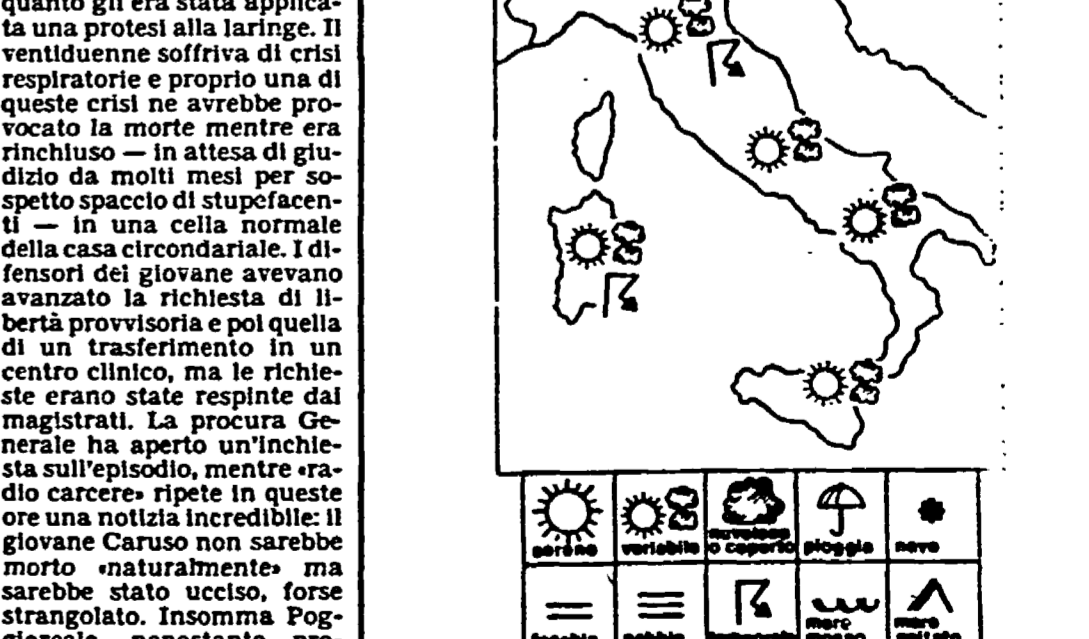 quanto gli era stata applica-
ta una protesi alla laringe. Il
ventiduenne soffriva di crisi
respiratorie e proprio una di
queste crisi ne avrebbe pro-
vocato la morte mentre era
rinchiuso — in attesa di giu-
dizio da molti mesi per so-
spetto spaccio di stupefacen-
ti — in una cella normale
della casa circondariale. I di-
fensori del giovane avevano
avanzato la richiesta di li-
bertà provvisoria e poi quella
di un trasferimento in un
centro clinico, ma le richie-
ste erano state respinte dai
magistrati. La procura Ge-
nerale ha aperto un'inchie-
sta sull'episodio, mentre «ra-
dio carcere» ripete in queste
ore una notizia incredibile: il
giovane Caruso non sarebbe
morto «naturalmente» ma
sarebbe stato ucciso, forse
strangolato. Insomma Pog-
gioreale, nonostante
sereno
variabile
nuvoloso
o coperto
pioggia
neve
nebbia
mare
mosso
mare
agitato